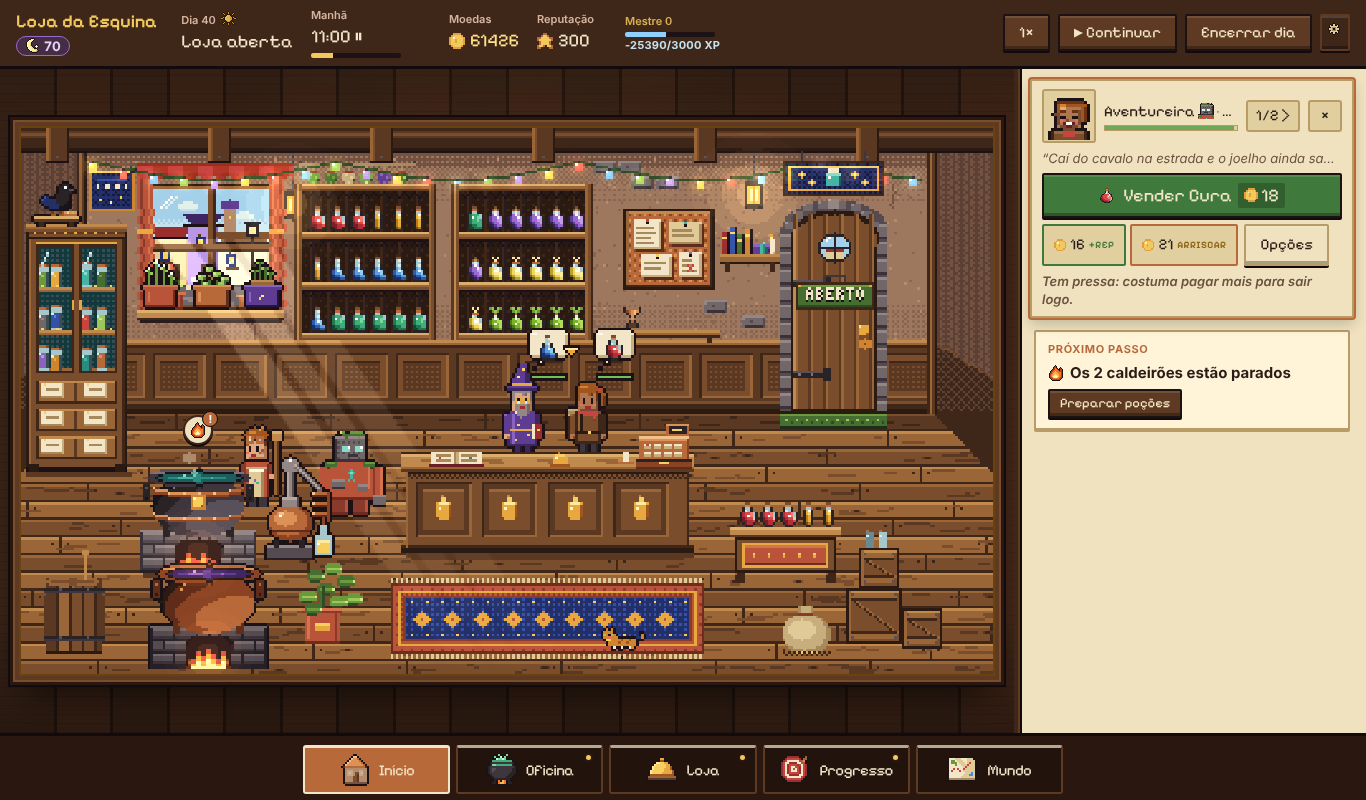 Loja da Esquina
70
Dia 40
Loja aberta
Manhã
11:00
Moedas
61426
Reputação
300
Mestre 0
-25390/3000 XP
1×
Continuar
Encerrar dia
Aventureira · …
1/2
×
“Caí do cavalo na estrada e o joelho ainda sa…
Vender Cura 18
16 +REP
21 ARRISCAR
Opções
Tem pressa: costuma pagar mais para sair
logo.
PRÓXIMO PASSO
Os 2 caldeirões estão parados
Preparar poções
ABERTO
!
Início
Oficina
Loja
Progresso
Mundo